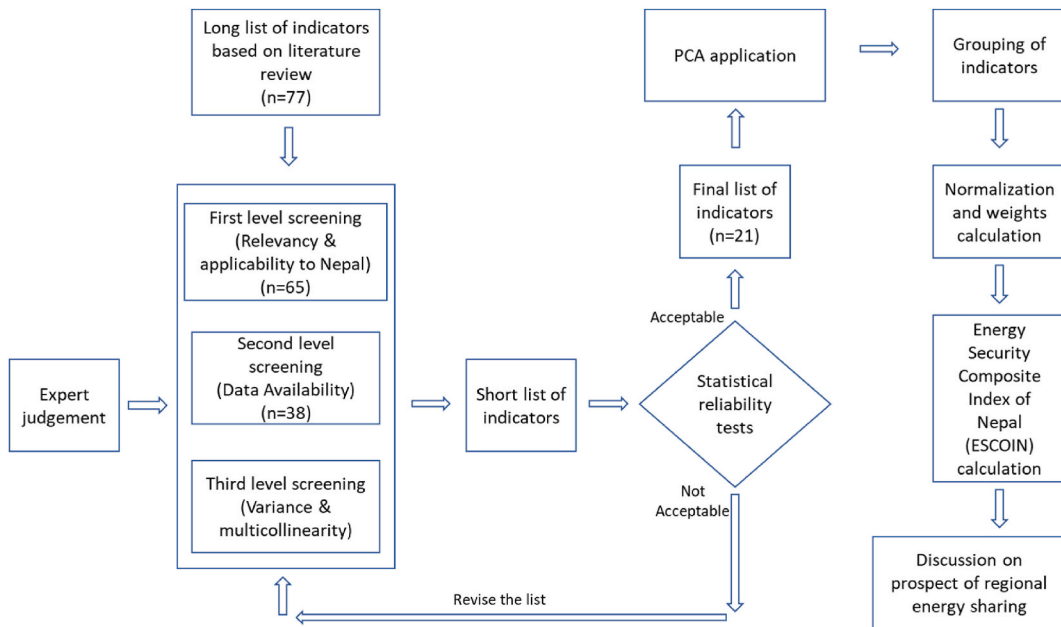 Long list of indicators
based on literature
review
(n=77)
First level screening
(Relevancy &
applicability to Nepal)
(n=65)
Second level
screening
(Data Availability)
(n=38)
Third level screening
(Variance &
multicollinearity)
Expert
judgement
Short list of
indicators
Statistical
reliability
tests
Acceptable
Not
Acceptable
Revise the list
Final list of
indicators
(n=21)
PCA application
Grouping of
indicators
Normalization
and weights
calculation
Energy
Security
Composite
Index of
Nepal
(ESCOIN)
calculation
Discussion on
prospect of regional
energy sharing